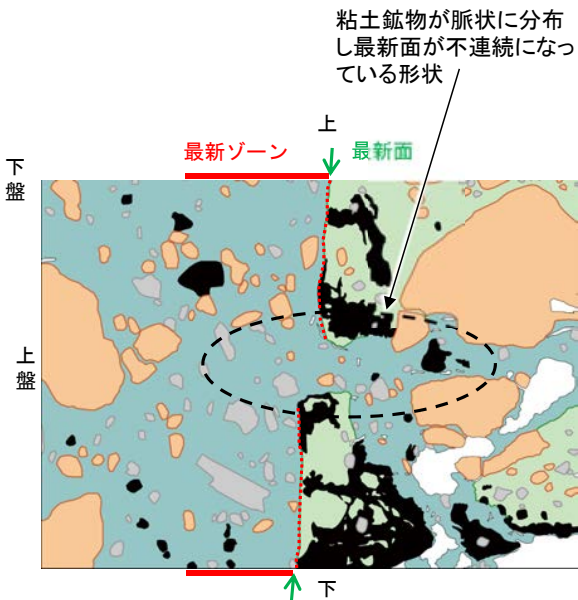 粘土鉱物が脈状に分布
し最新面が不連続になっ
ている形状
上
最新ゾーン
最新面
下盤
上盤
下